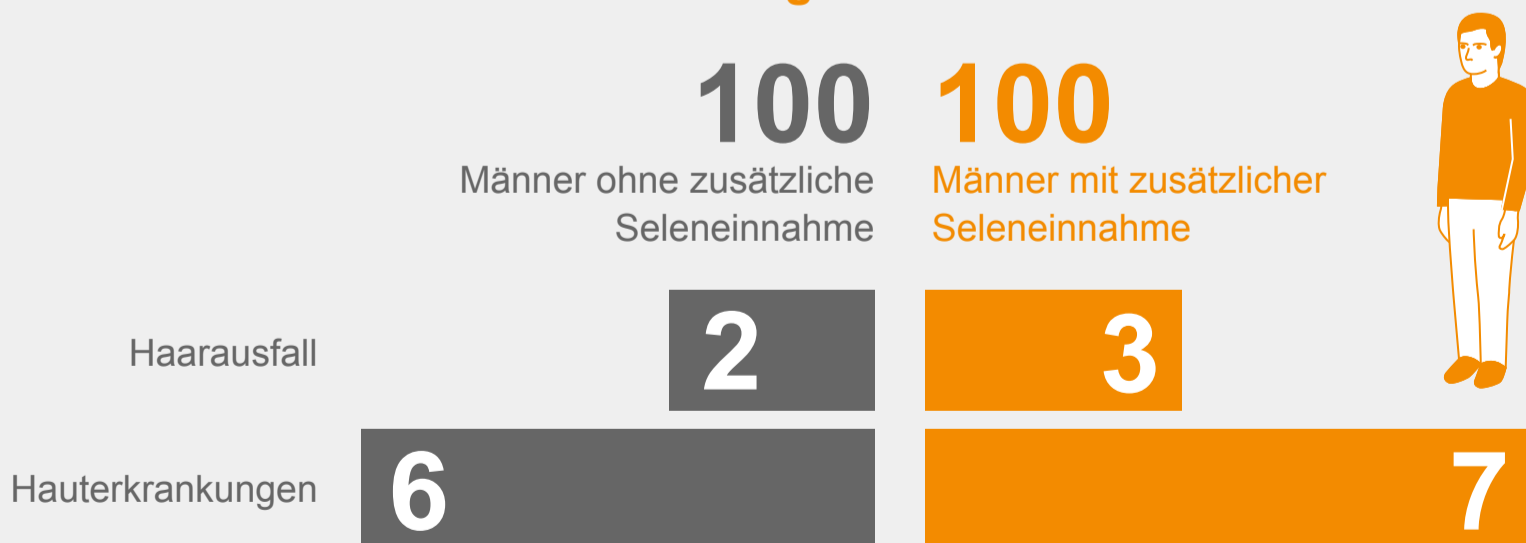 100 100
Männer ohne zusätzliche Männer mit zusätzlicher
Seleneinnahme Seleneinnahme
Haarausfall 2 3
Hauterkrankungen 6 7